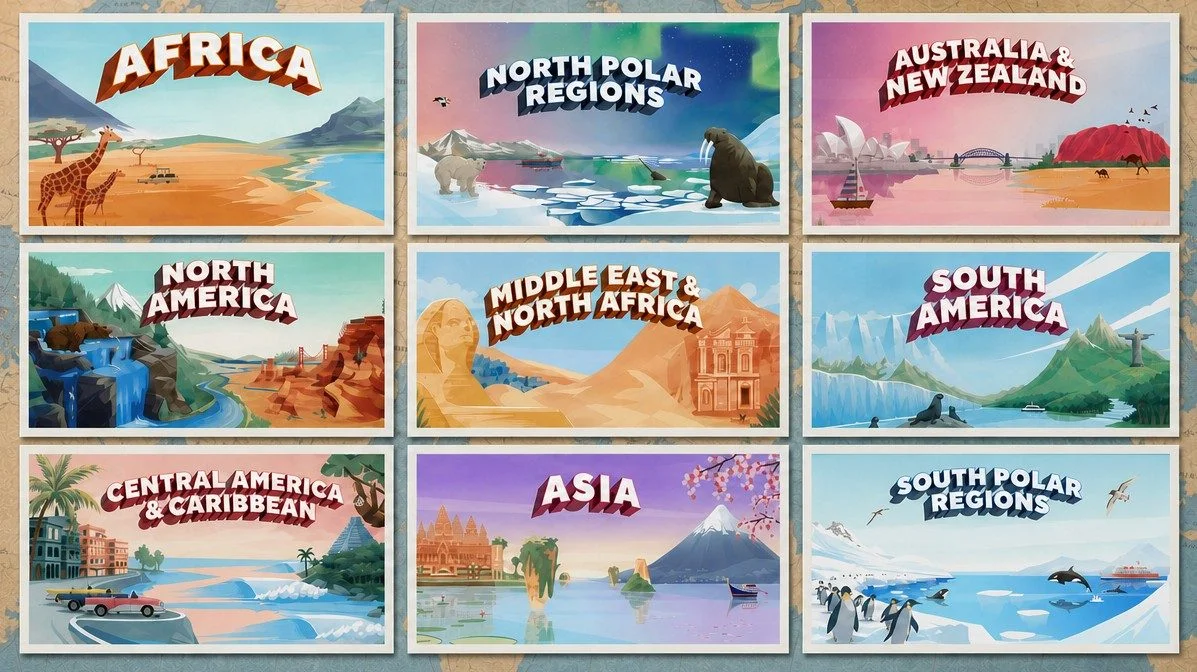 AFRICA
NORTH POLAR
REGIONS
AUSTRALIA &
NEW ZEALAND
NORTH
AMERICA
MIDDLE EAST &
NORTH AFRICA
SOUTH
AMERICA
CENTRAL AMERICA
& CARIBBEAN
ASIA
SOUTH POLAR
REGIONS